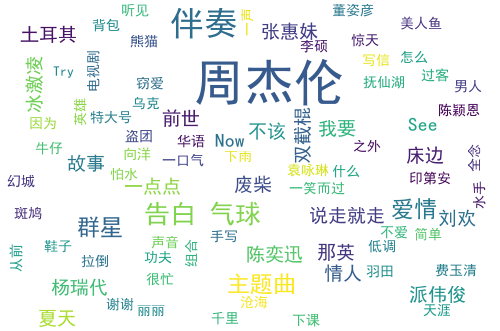 听见 背包 伴奏 董姿彦 美人鱼
土耳其 熊猫 一道 张惠妹 李硕 惊天
冰激凌 Try 电视剧 窃爱 周杰伦 写信 怎么 过客
抚仙湖 男人
英雄 特大号 乌克 前世 双截棍 陈颖恩
因为 盗团 华语 Now 不该 我要 See
牛仔 向洋 一口气 下雨 之外 床边 全念
故事 怕水 袁咏琳 什么
幻城 一点点 废柴 一笑而过 印第安 水手
斑鸠 群星 告白 气球 说走就走 爱情 刘欢
手写 不爱 简单
从前 鞋子 声音 组合 陈奕迅 那英 低调
拉倒 功夫 情人 羽田 费玉清
杨瑞代 很忙 主题曲 派伟俊
夏天 谢谢 丽丽 沧海 天涯
千里 下课